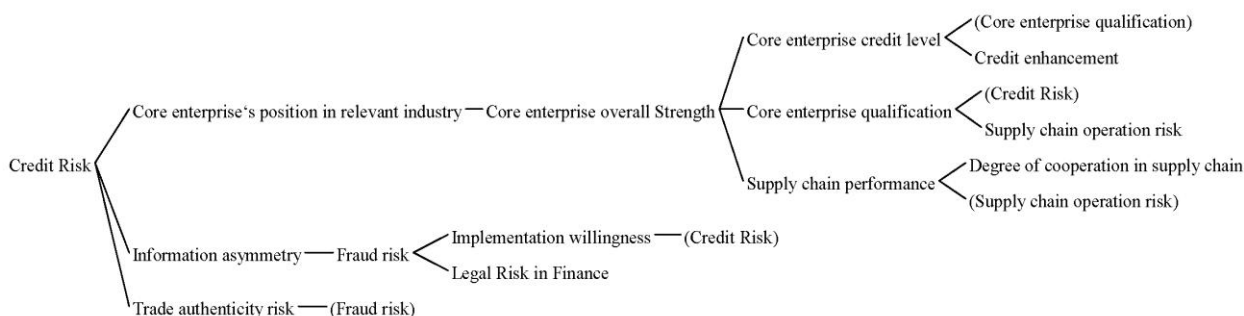 (Core enterprise qualification)
Core enterprise credit level
Credit enhancement
(Credit Risk)
Core enterprise's position in relevant industry
Core enterprise overall Strength
Core enterprise qualification
Supply chain operation risk
Credit Risk
Degree of cooperation in supply chain
Supply chain performance
(Supply chain operation risk)
Implementation willingness
(Credit Risk)
Information asymmetry
Fraud risk
Legal Risk in Finance
Trade authenticity risk
(Fraud risk)